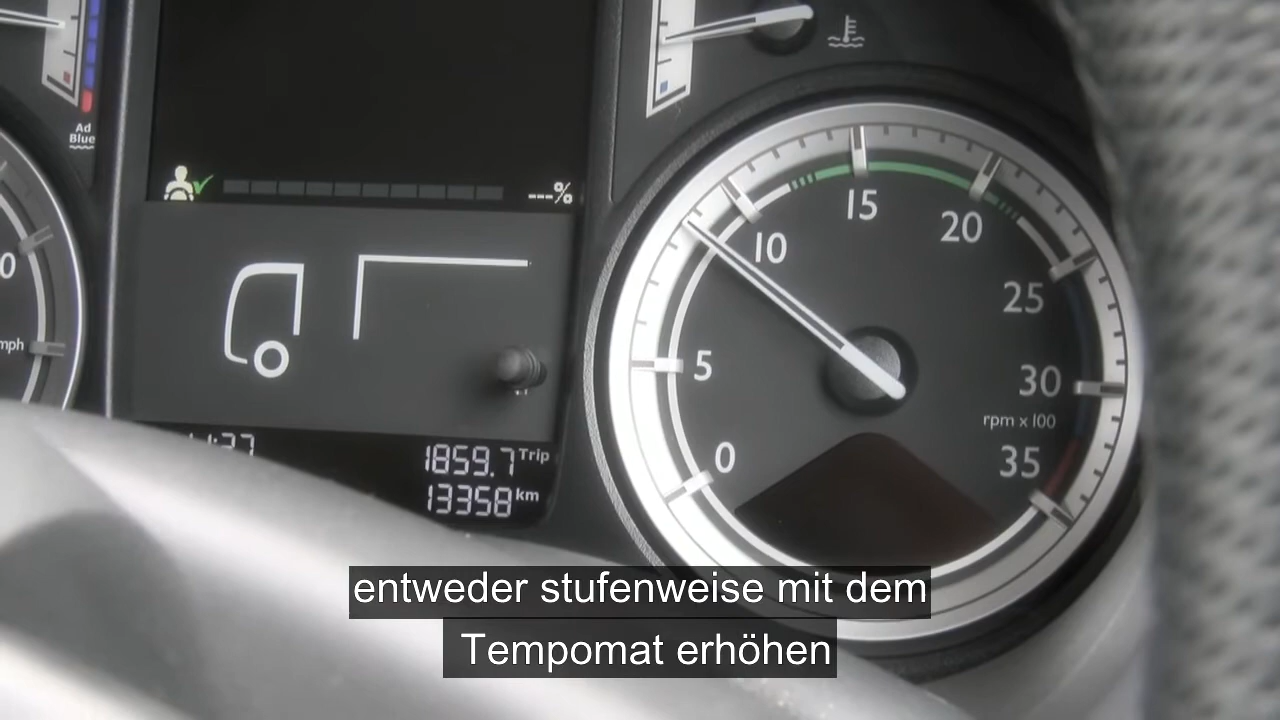 Ad
Blue
---%
0
mph
1859.7 Trip
13358 km
0
5
10
15
20
25
30
35
rpm x 100
entweder stufenweise mit dem
Tempomat erhöhen